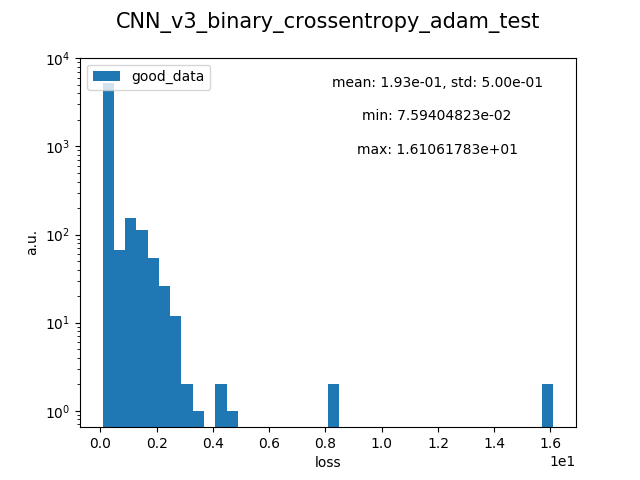 CNN_v3_binary_crossentropy_adam_test
good_data
mean: 1.93e-01, std: 5.00e-01
min: 7.59404823e-02
max: 1.61061783e+01
a.u.
10^4
10^3
10^2
10^1
10^0
0.0 0.2 0.4 0.6 0.8 1.0 1.2 1.4 1.6
1e1
loss